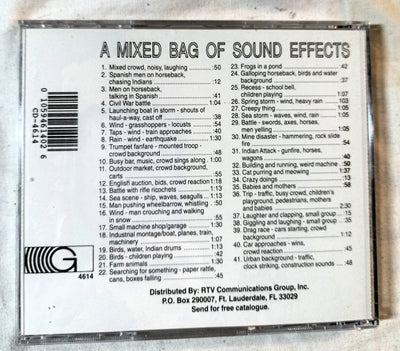 A MIXED BAG OF SOUND EFFECTS
1. Mixed crowd, noisy, laughing :50
2. Spanish men on horseback,
chasing Indians :12
3. Men on horseback,
talking in Spanish :41
4. Civil War battle 1:04
5. Launching boat in storm - shouts of
haul-a-way, cast off :38
6. Wind - grasshoppers - locusts :54
7. Taps - wind - train approaches :40
8. Rain - wind - earthquake 1:30
9. Trumpet fanfare - mounted troop -
crowd background :48
10. Busy bar, music, crowd sings along 1:00
11. Outdoor market, crowd background,
carts :55
12. English auction, bids, crowd reaction 1:18
13. Battle with rifle rochets
14. Sea scene - ship, waves, seagulls
15. Man pushing wheelbarrow, whistling :50
16. Wind - man crouching and walking
in snow :55
17. Small machine shop/garage :30
18. Industrial montage/boat, planes, train,
machinery 1:07
19. Birds, water, Indian drums 1:13
20. Birds - children playing :42
21. Farm animals 1:30
22. Searching for something - paper rattle,
cans, boxes falling :45
23. Frogs in a pond :42
24. Galloping horseback, birds and water
background :37
25. Recess - school bell,
children playing 1:07
26. Spring storm - wind, heavy rain :103
27. Creepy thing 1:05
28. Sea storm - waves, wind, rain 1:05
29. Battle - swords, axes, horses,
men yelling 1:05
30. Mine disaster - hammering, rock slide
fire :54
31. Indian Attack - gunfire, horses,
wagons :40
32. Building and running, weird machine :50
33. Cat purring and meowing 1:37
34. Crazy doings :13
35. Babies and mothers :58
36. Trip - traffic, busy crowd, children's
playground, pedestrians, mothers
and babies 2:30
37. Laughter and clapping, small group :15
38. Giggling and laughing - small group :35
39. Drag race - cars starting, crowd
background 1:18
40. Car approaches - wins,
crowd reaction :45
41. Urban background - traffic,
clock striking, construction sounds :48
CD-4614
G
4614
Distributed By: RTV Communications Group, Inc.
P.O. Box 290007, Ft. Lauderdale, FL 33029
Send for free catalogue.